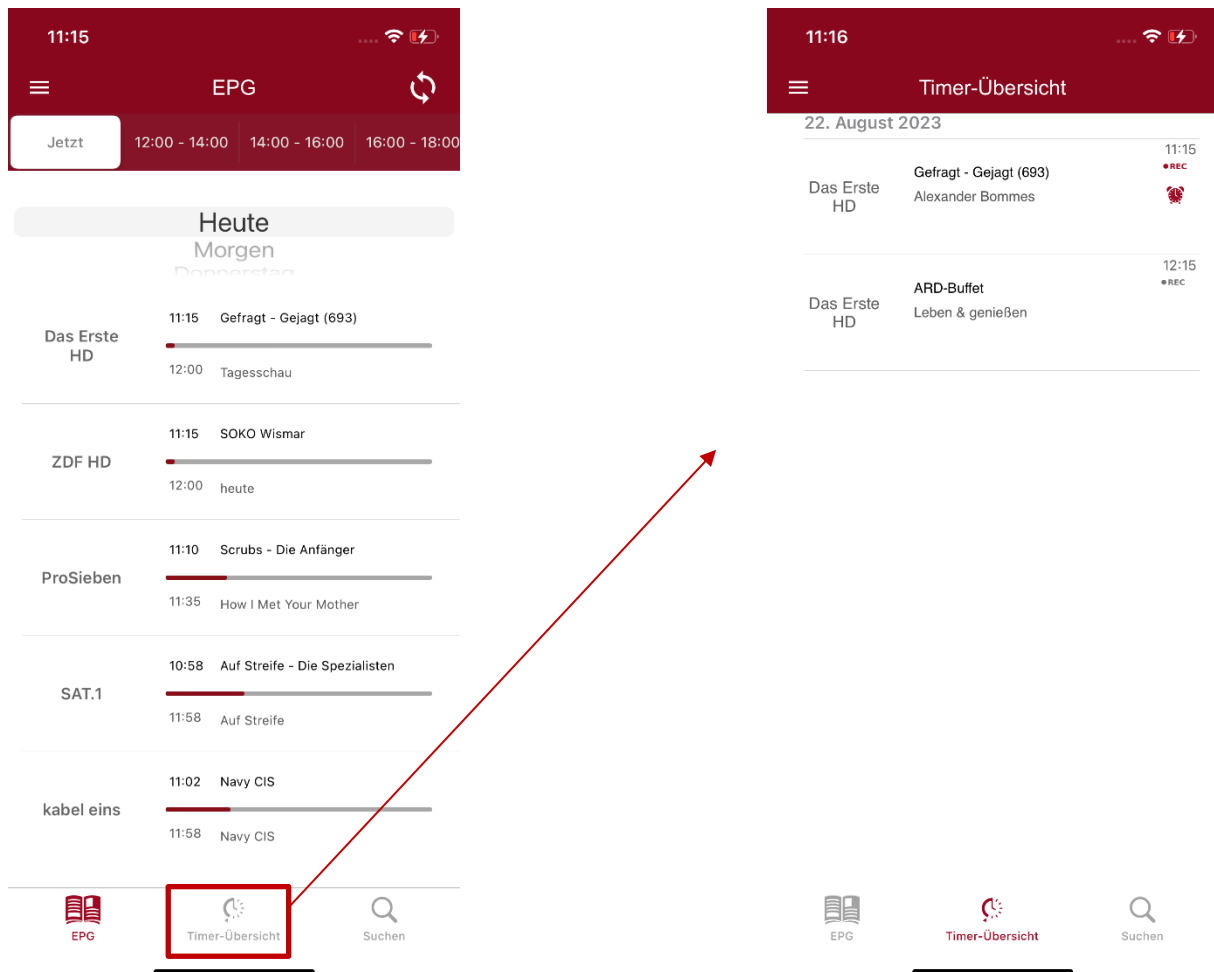 11:15
EPG
Jetzt 12:00 - 14:00 14:00 - 16:00 16:00 - 18:00
Heute
Morgen
Donnerstag
11:15 Gefragt - Gejagt (693)
Das Erste
HD
12:00 Tagesschau
11:15 SOKO Wismar
ZDF HD
12:00 heute
11:10 Scrubs - Die Anfänger
ProSieben
11:35 How I Met Your Mother
10:58 Auf Streife - Die Spezialisten
SAT.1
11:58 Auf Streife
11:02 Navy CIS
kabel eins
11:58 Navy CIS
EPG Timer-Übersicht Suchen
11:16
Timer-Übersicht
22. August 2023
11:15
REC
Gefragt - Gejagt (693)
Das Erste
HD
Alexander Bommes
12:15
REC
ARD-Buffet
Das Erste
HD
Leben & genießen
EPG Timer-Übersicht Suchen